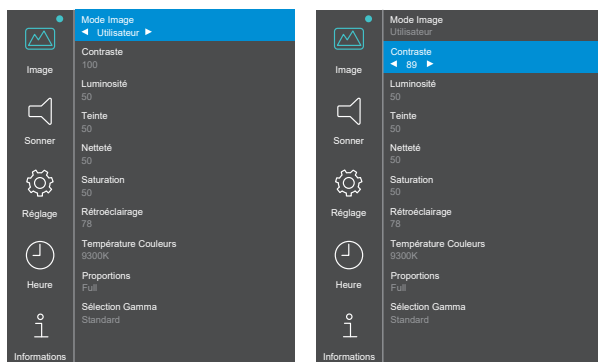 Mode Image
Utilisateur
Contraste
100
Luminosité
50
Teinte
50
Netteté
50
Saturation
50
Rétroéclairage
78
Température Couleurs
9300K
Proportions
Full
Sélection Gamma
Standard
Image
Sonner
Réglage
Heure
Informations
Mode Image
Utilisateur
Contraste
89
Luminosité
50
Teinte
50
Netteté
50
Saturation
50
Rétroéclairage
78
Température Couleurs
9300K
Proportions
Full
Sélection Gamma
Standard
Image
Sonner
Réglage
Heure
Informations